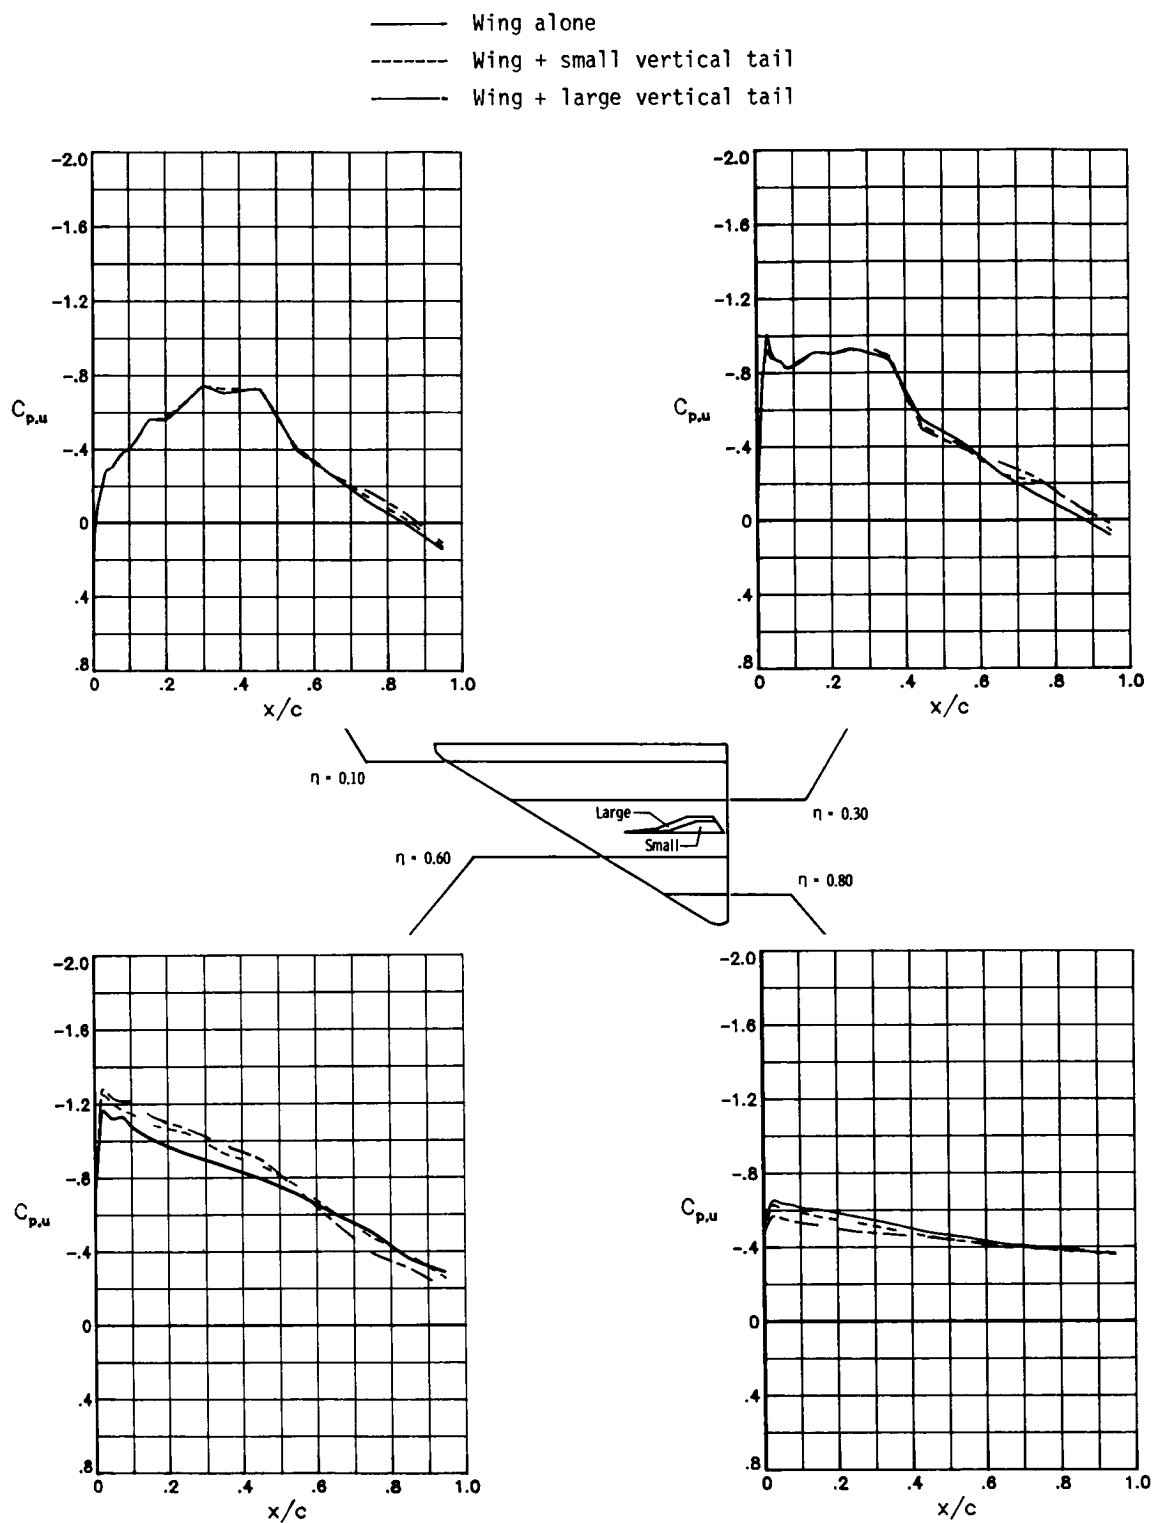 Wing alone
Wing + small vertical tail
Wing + large vertical tail
-2.0
-1.6
-1.2
-.8
Cp,u
-.4
0
.4
.8
0 .2 .4 .6 .8 1.0
x/c
-2.0
-1.6
-1.2
-.8
Cp,u
-.4
0
.4
.8
0 .2 .4 .6 .8 1.0
x/c
η = 0.10
Large
Small
η = 0.30
η = 0.60
η = 0.80
-2.0
-1.6
-1.2
-.8
Cp,u
-.4
0
.4
.8
0 .2 .4 .6 .8 1.0
x/c
-2.0
-1.6
-1.2
-.8
Cp,u
-.4
0
.4
.8
0 .2 .4 .6 .8 1.0
x/c